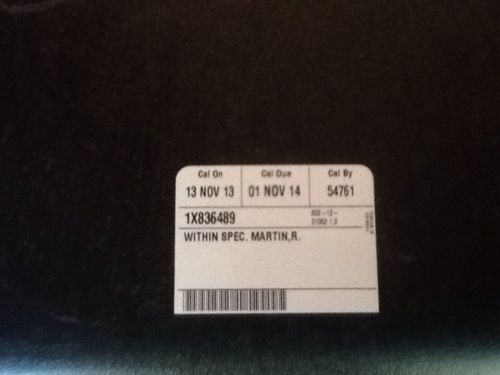 Cal On Cal Due Cal By
13 NOV 13 01 NOV 14 54761
1X836489
WITHIN SPEC. MARTIN,R.